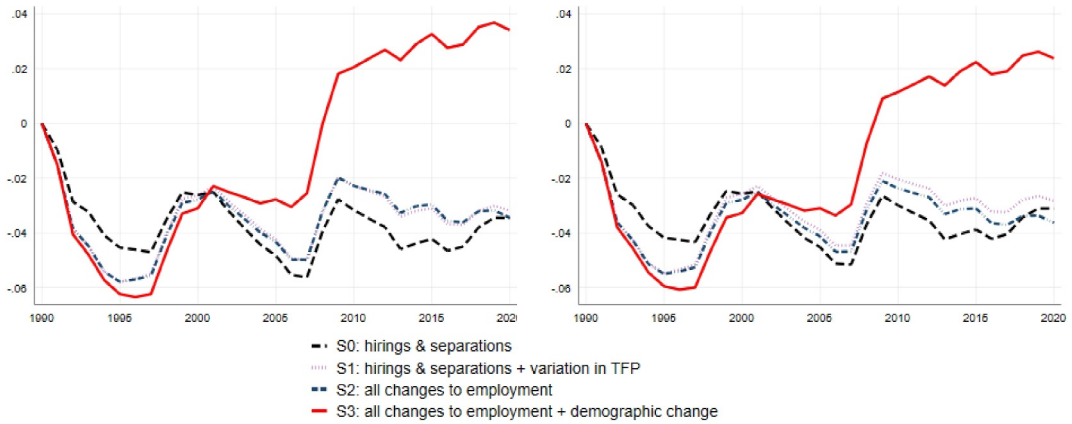 .04
.02
0
-.02
-.04
-.06
1990 1995 2000 2005 2010 2015 2020
.04
.02
0
-.02
-.04
-.06
1990 1995 2000 2005 2010 2015 2020
S0: hirings & separations
S1: hirings & separations + variation in TFP
S2: all changes to employment
S3: all changes to employment + demographic change